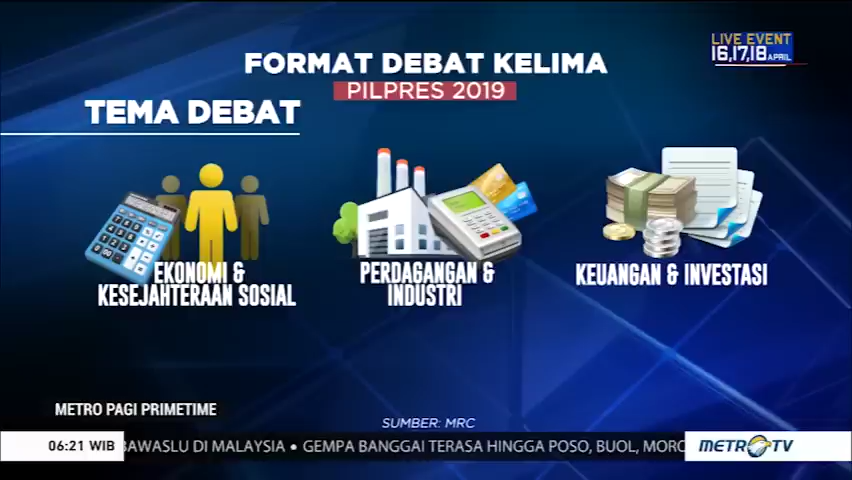 LIVE EVENT
16,17,18 APRIL
FORMAT DEBAT KELIMA
PILPRES 2019
TEMA DEBAT
EKONOMI &
KESEJAHTERAAN SOSIAL
PERDAGANGAN &
INDUSTRI
KEUANGAN & INVESTASI
METRO PAGI PRIMETIME
SUMBER: MRC
06:21 WIB
BAWASLU DI MALAYSIA • GEMPA BANGGAI TERASA HINGGA POSO, BUOL, MORO
METRO TV